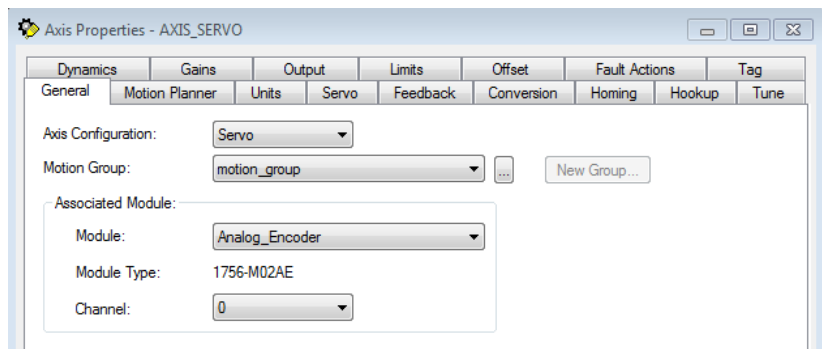 Axis Properties - AXIS_SERVO
Dynamics Gains Output Limits Offset Fault Actions Tag
General Motion Planner Units Servo Feedback Conversion Homing Hookup Tune
Axis Configuration: Servo
Motion Group: motion_group ... New Group...
Associated Module:
Module: Analog_Encoder
Module Type: 1756-M02AE
Channel: 0